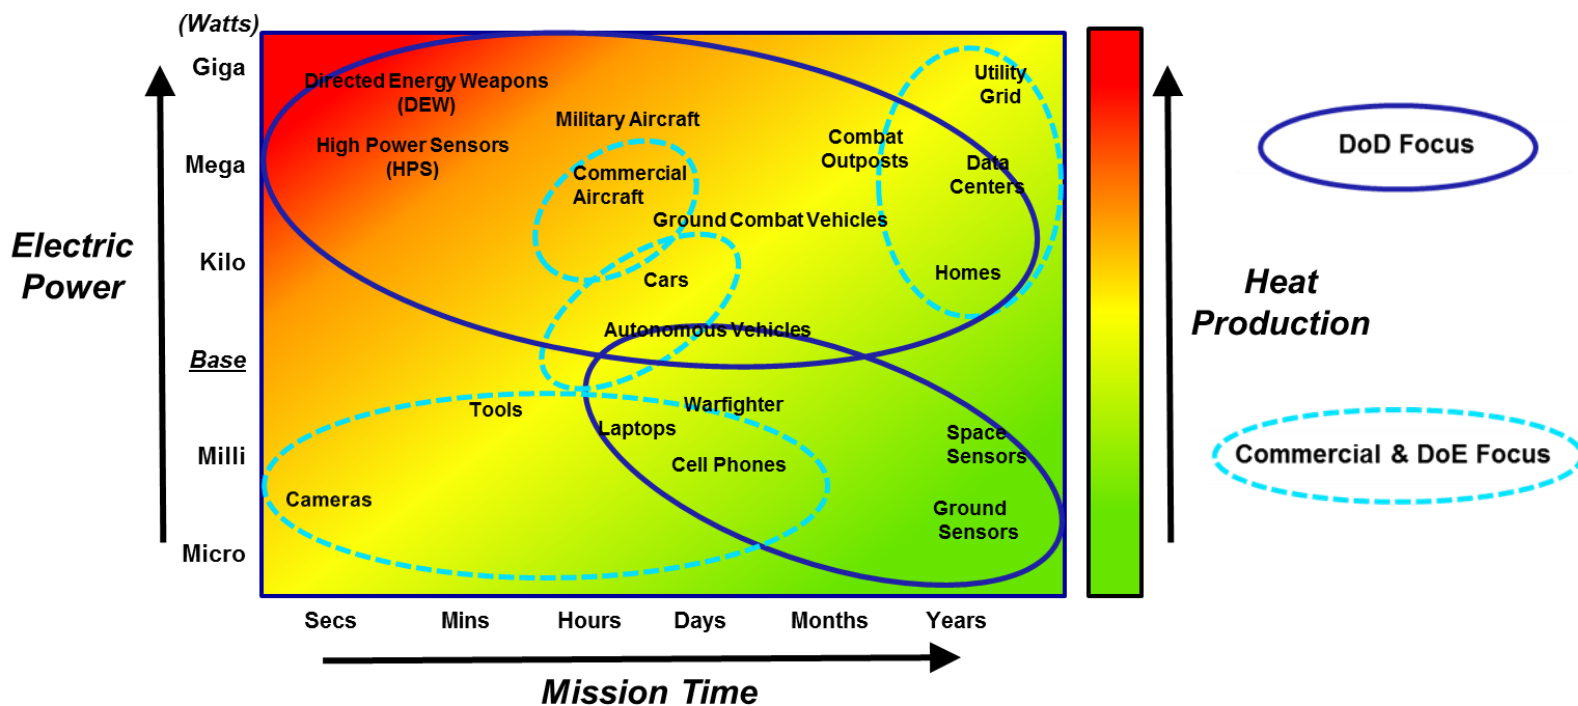 (Watts)
Giga
Mega
Kilo
Base
Milli
Micro
Electric
Power
Directed Energy Weapons
(DEW)
High Power Sensors
(HPS)
Military Aircraft
Commercial
Aircraft
Combat
Outposts
Utility
Grid
Data
Centers
Ground Combat Vehicles
Cars
Homes
Autonomous Vehicles
Tools
Warfighter
Laptops
Cell Phones
Cameras
Space
Sensors
Ground
Sensors
Secs
Mins
Hours
Days
Months
Years
Mission Time
Heat
Production
DoD Focus
Commercial & DoE Focus